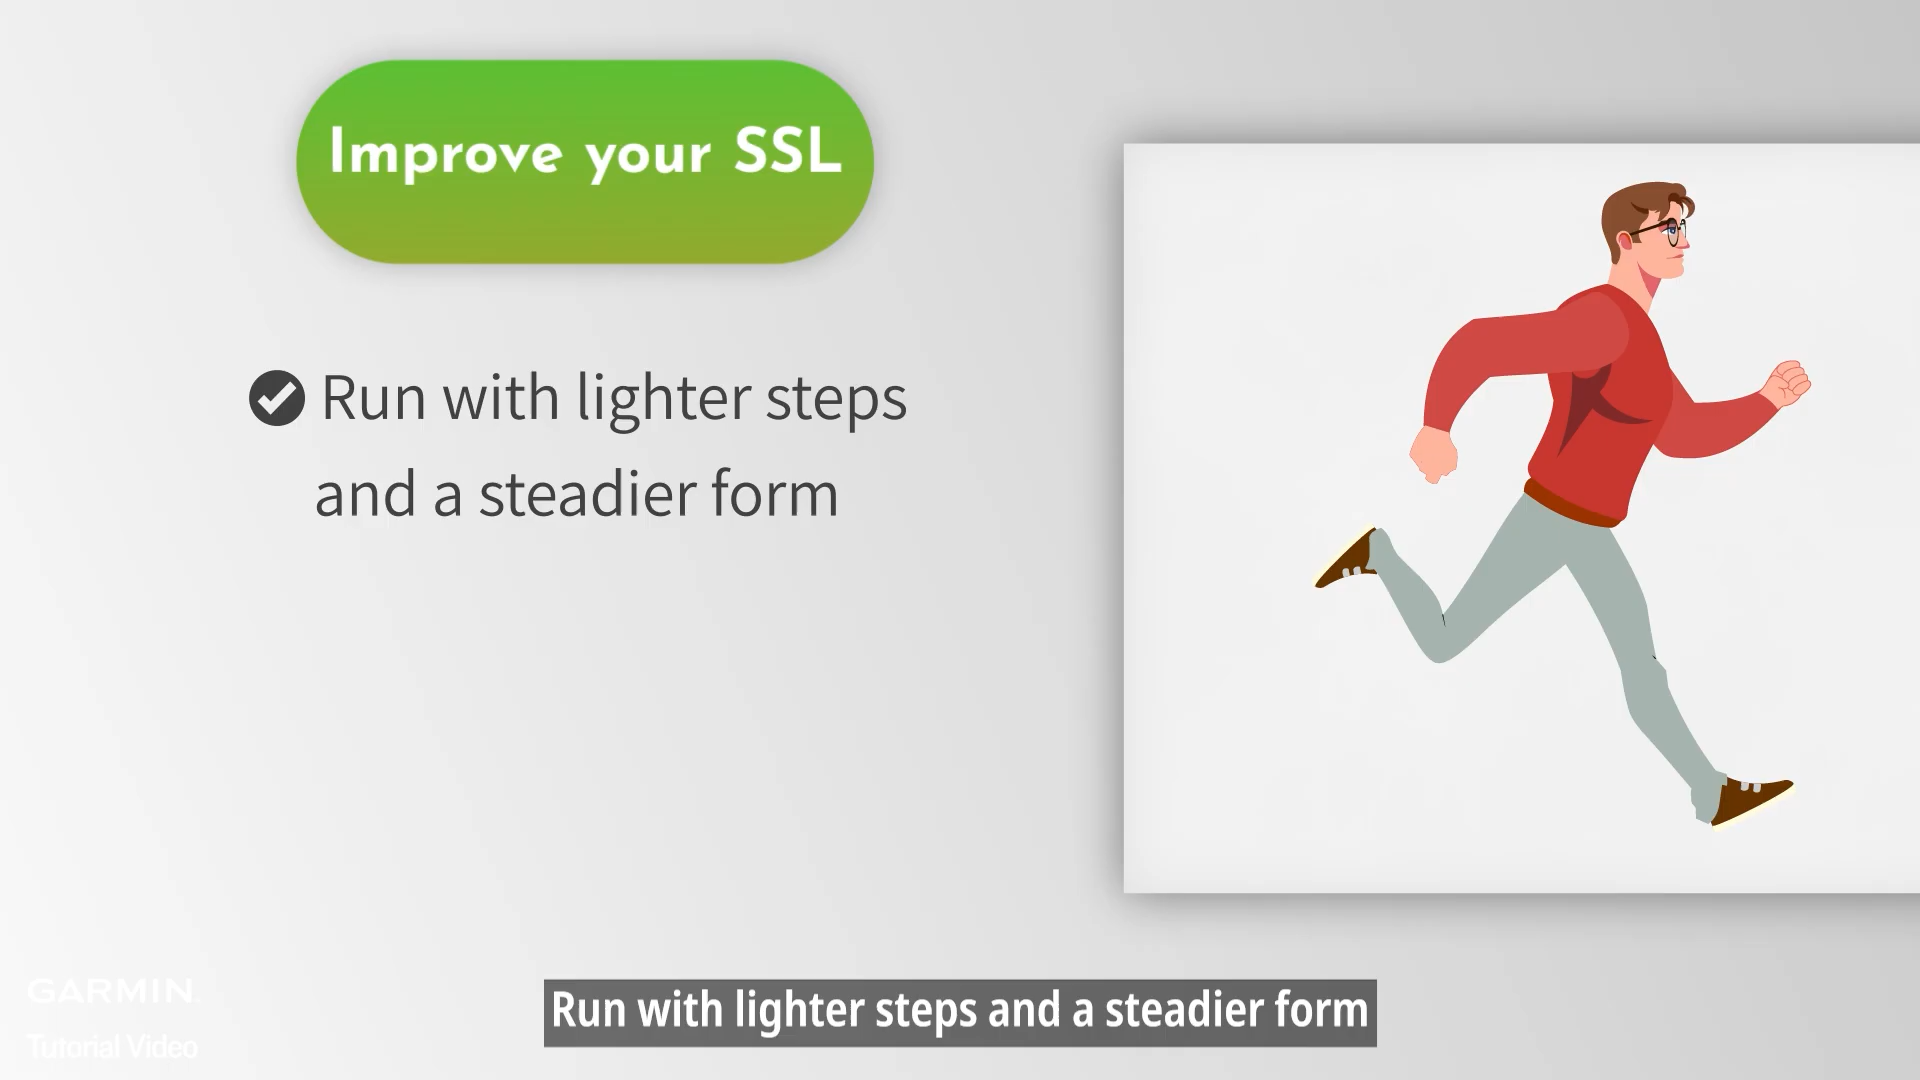 Improve your SSL
Run with lighter steps
and a steadier form
GARMIN.
Tutorial Video
Run with lighter steps and a steadier form